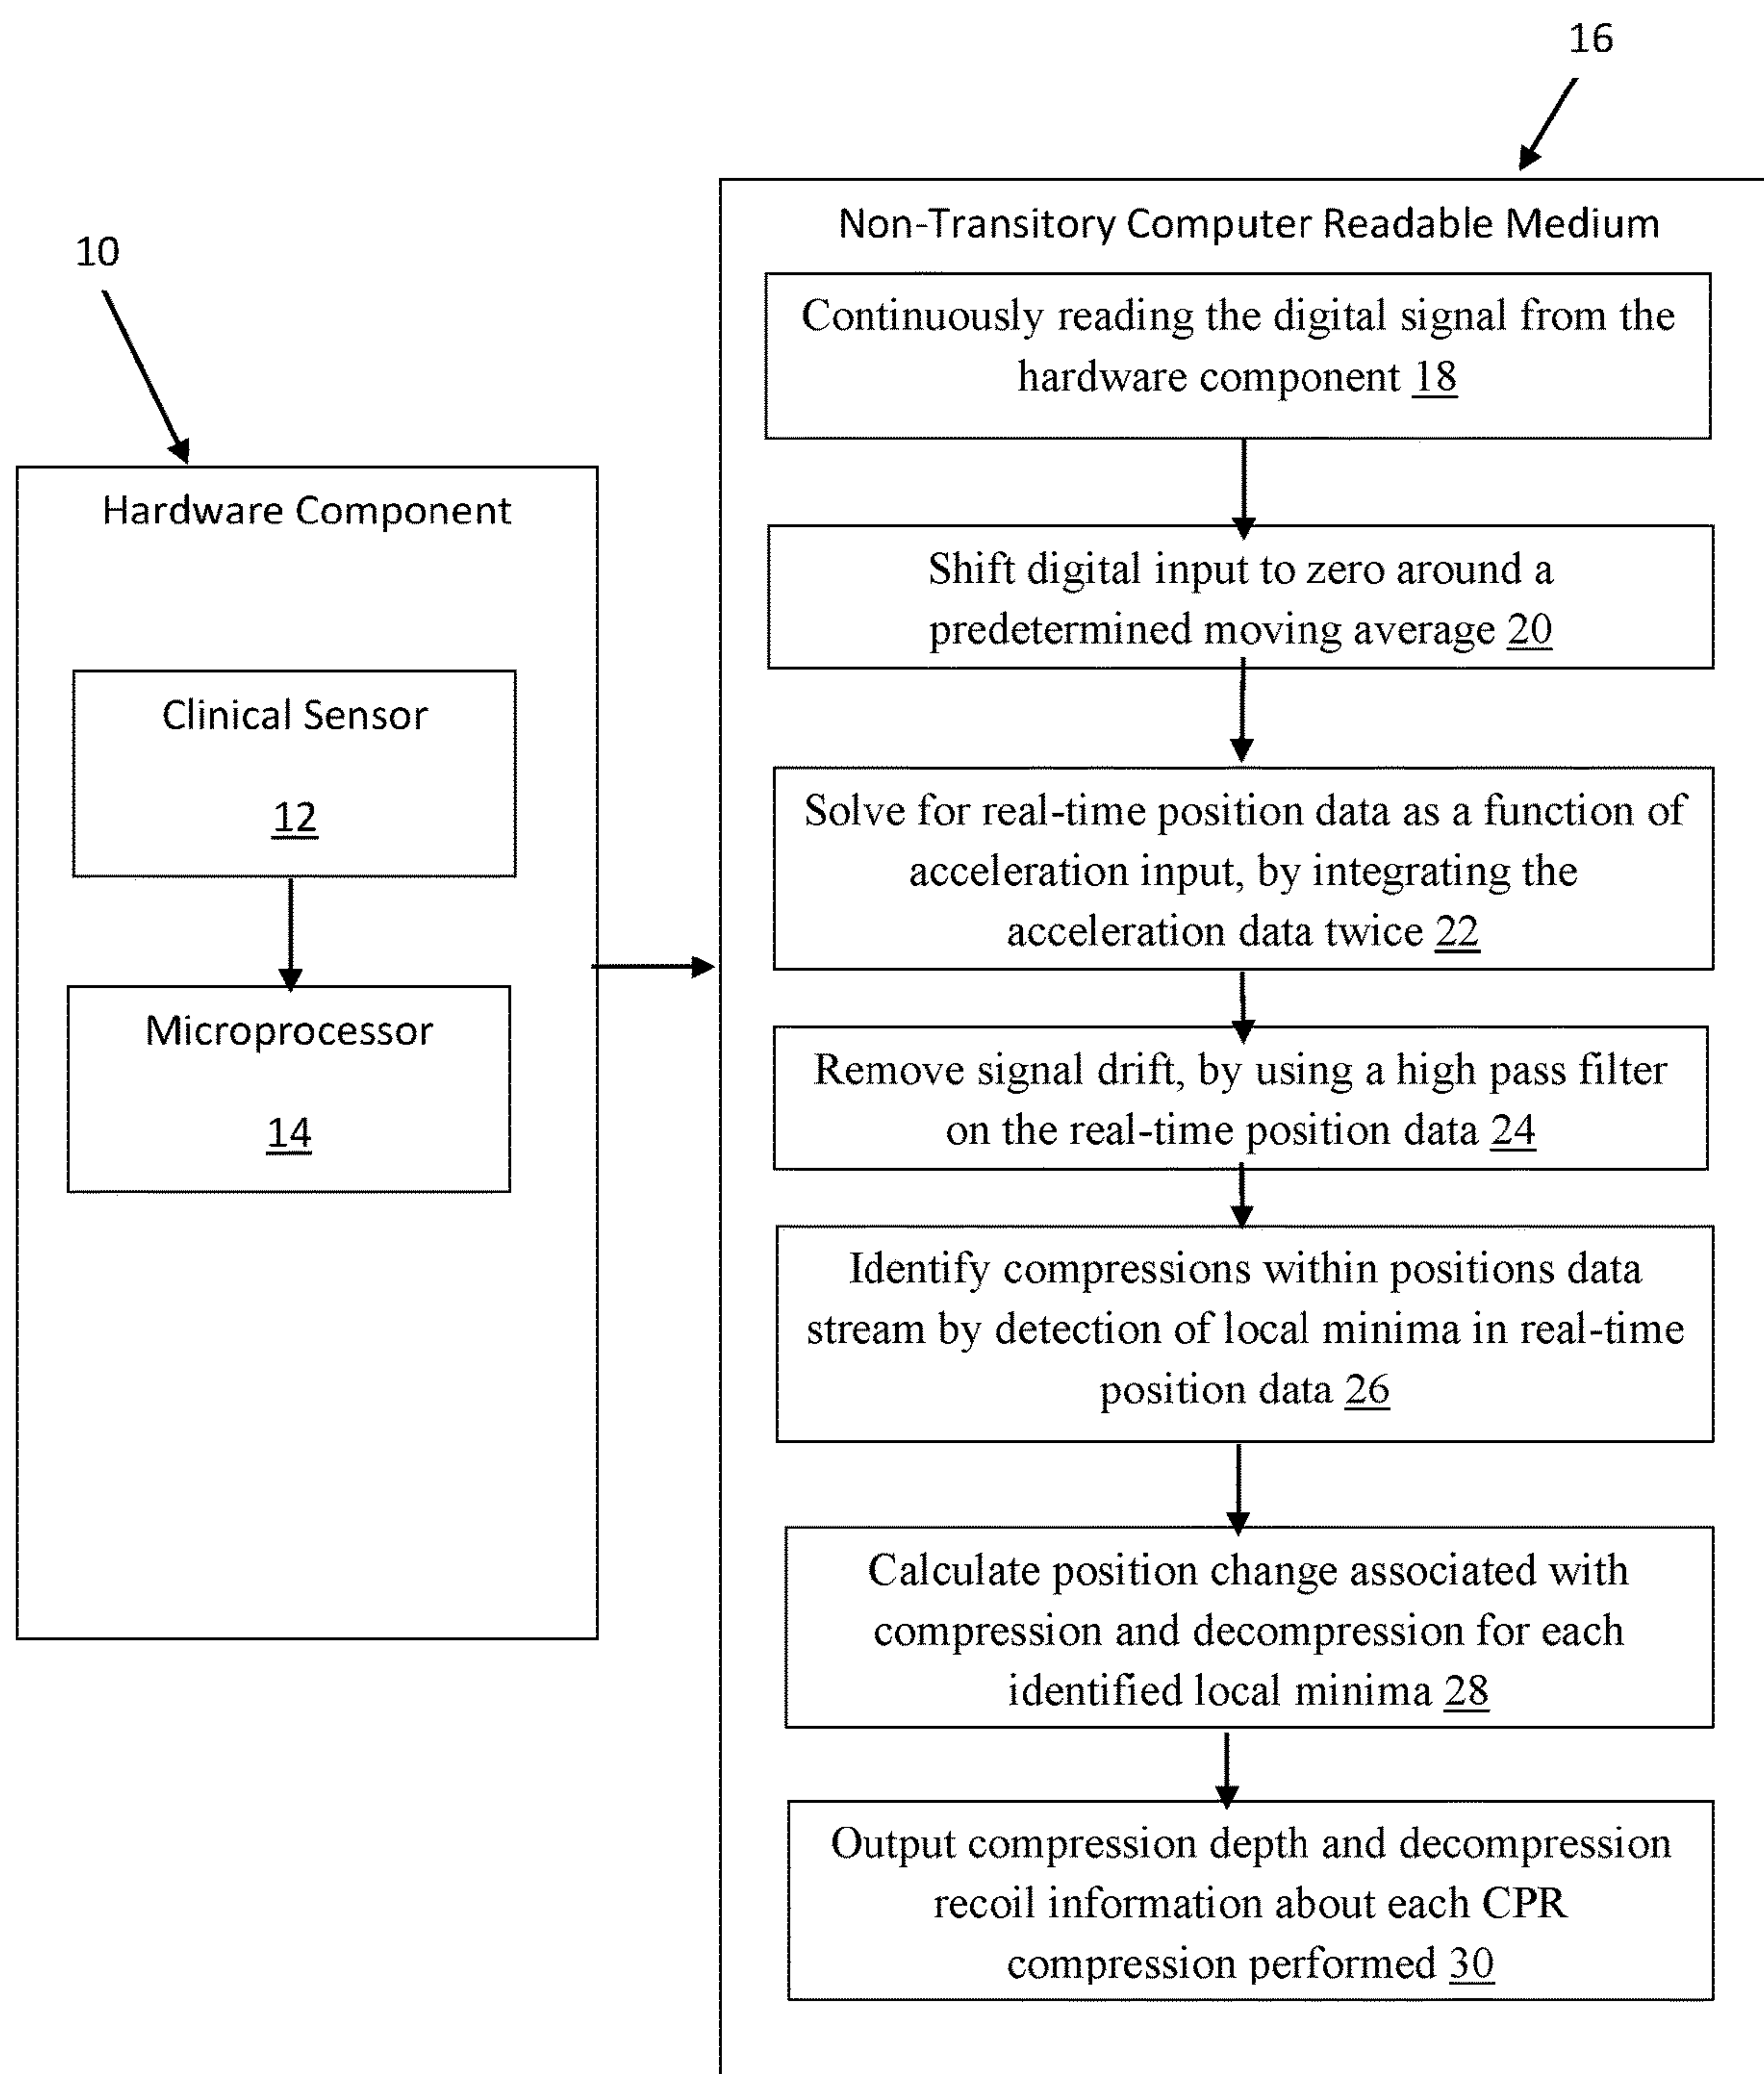 16
10
Hardware Component
Clinical Sensor
12
Microprocessor
14
Non-Transitory Computer Readable Medium
Continuously reading the digital signal from the
hardware component 18
Shift digital input to zero around a
predetermined moving average 20
Solve for real-time position data as a function of
acceleration input, by integrating the
acceleration data twice 22
Remove signal drift, by using a high pass filter
on the real-time position data 24
Identify compressions within positions data
stream by detection of local minima in real-time
position data 26
Calculate position change associated with
compression and decompression for each
identified local minima 28
Output compression depth and decompression
recoil information about each CPR
compression performed 30